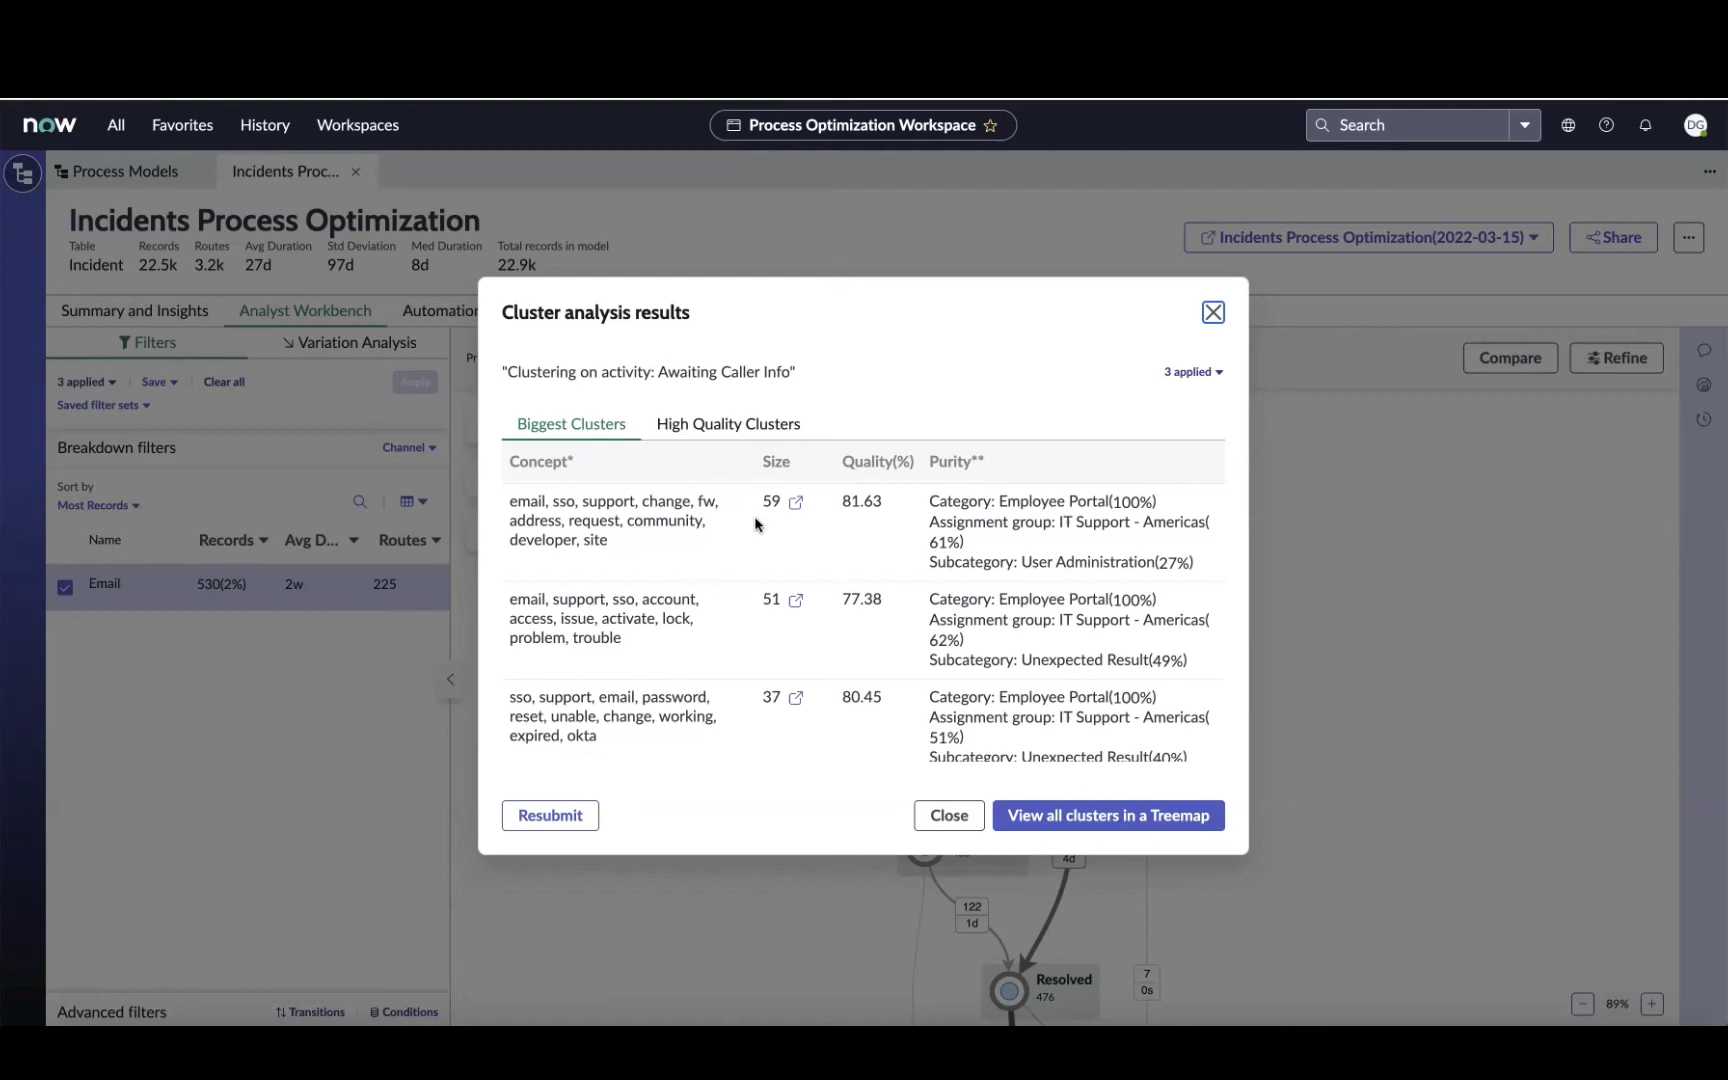 now All Favorites History Workspaces Process Optimization Workspace Search DG
Process Models Incidents Proc...
Incidents Process Optimization
Table Records Routes Avg Duration Std Deviation Med Duration Total records in model
Incident 22.5k 3.2k 27d 97d 8d 22.9k
Incidents Process Optimization(2022-03-15) Share
Summary and Insights Analyst Workbench Automation
Filters Variation Analysis
3 applied Save Clear all Apply
Saved filter sets
Breakdown filters Channel
Sort by
Most Records
Name Records Avg D... Routes
Email 530(2%) 2w 225
Advanced filters Transitions Conditions
Pr
Compare Refine
Cluster analysis results
"Clustering on activity: Awaiting Caller Info" 3 applied
Biggest Clusters High Quality Clusters
Concept* Size Quality(%) Purity**
email, sso, support, change, fw, 59 81.63 Category: Employee Portal(100%)
address, request, community, Assignment group: IT Support - Americas(
developer, site 61%)
Subcategory: User Administration(27%)
email, support, sso, account, 51 77.38 Category: Employee Portal(100%)
access, issue, activate, lock, Assignment group: IT Support - Americas(
problem, trouble 62%)
Subcategory: Unexpected Result(49%)
sso, support, email, password, 37 80.45 Category: Employee Portal(100%)
reset, unable, change, working, Assignment group: IT Support - Americas(
expired, okta 51%)
Subcategory: Unexpected Result(40%)
Resubmit Close View all clusters in a Treemap
4d
122
1d
Resolved
476
7
0s
89%